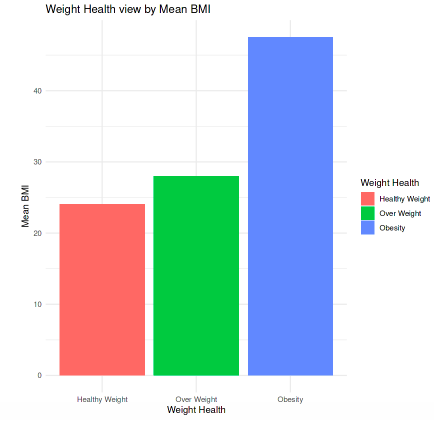 Weight Health view by Mean BMI
Mean BMI
40
30
20
10
0
Healthy Weight
Over Weight
Obesity
Weight Health
Weight Health
Healthy Weight
Over Weight
Obesity